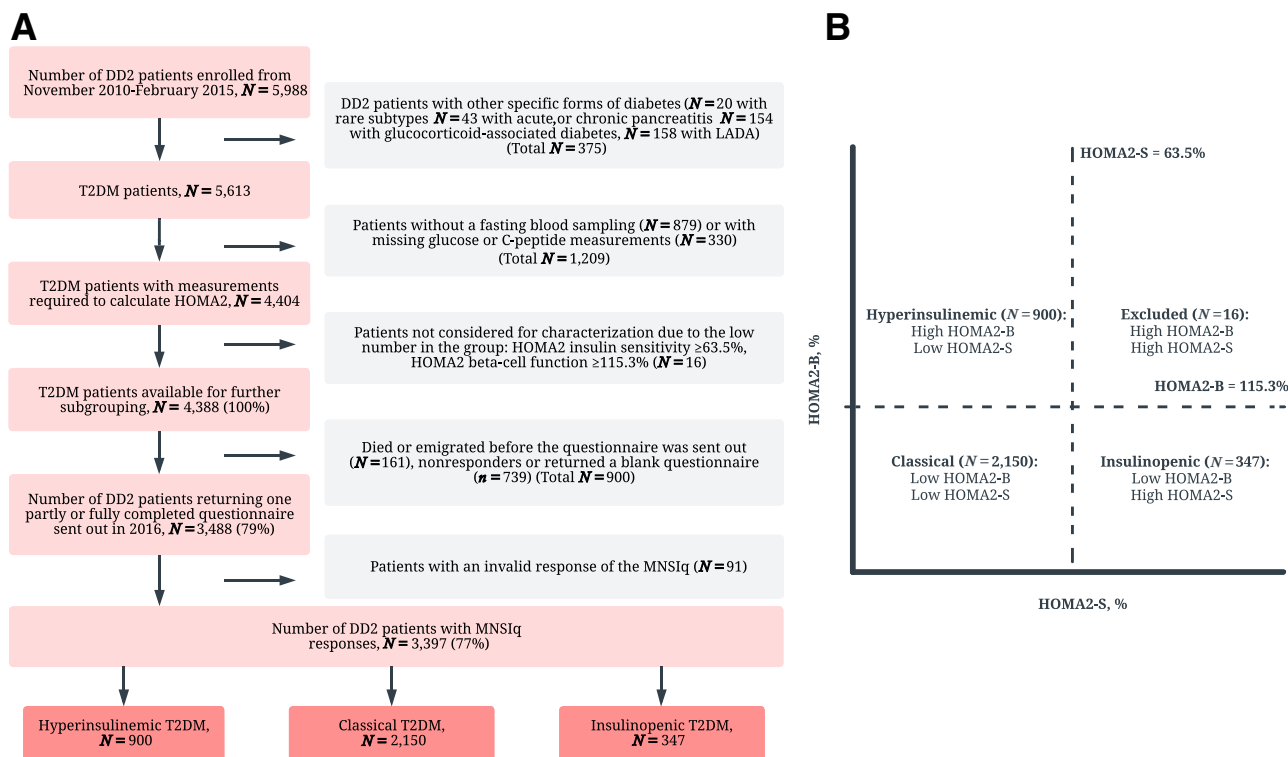 A
Number of DD2 patients enrolled from
November 2010-February 2015, N = 5,988
DD2 patients with other specific forms of diabetes (N = 20 with
rare subtypes N = 43 with acute,or chronic pancreatitis N = 154
with glucocorticoid-associated diabetes, N = 158 with LADA)
(Total N = 375)
T2DM patients, N = 5,613
Patients without a fasting blood sampling (N = 879) or with
missing glucose or C-peptide measurements (N = 330)
(Total N = 1,209)
T2DM patients with measurements
required to calculate HOMA2, N = 4,404
Patients not considered for characterization due to the low
number in the group: HOMA2 insulin sensitivity ≥63.5%,
HOMA2 beta-cell function ≥115.3% (N = 16)
T2DM patients available for further
subgrouping, N = 4,388 (100%)
Died or emigrated before the questionnaire was sent out
(N = 161), nonresponders or returned a blank questionnaire
(n = 739) (Total N = 900)
Number of DD2 patients returning one
partly or fully completed questionnaire
sent out in 2016, N = 3,488 (79%)
Patients with an invalid response of the MNSIq (N = 91)
Number of DD2 patients with MNSIq
responses, N = 3,397 (77%)
Hyperinsulinemic T2DM,
N = 900
Classical T2DM,
N = 2,150
Insulinopenic T2DM,
N = 347
B
HOMA2-S = 63.5%
Hyperinsulinemic (N = 900):
High HOMA2-B
Low HOMA2-S
Excluded (N = 16):
High HOMA2-B
High HOMA2-S
HOMA2-B = 115.3%
HOMA2-B, %
Classical (N = 2,150):
Low HOMA2-B
Low HOMA2-S
Insulinopenic (N = 347):
Low HOMA2-B
High HOMA2-S
HOMA2-S, %